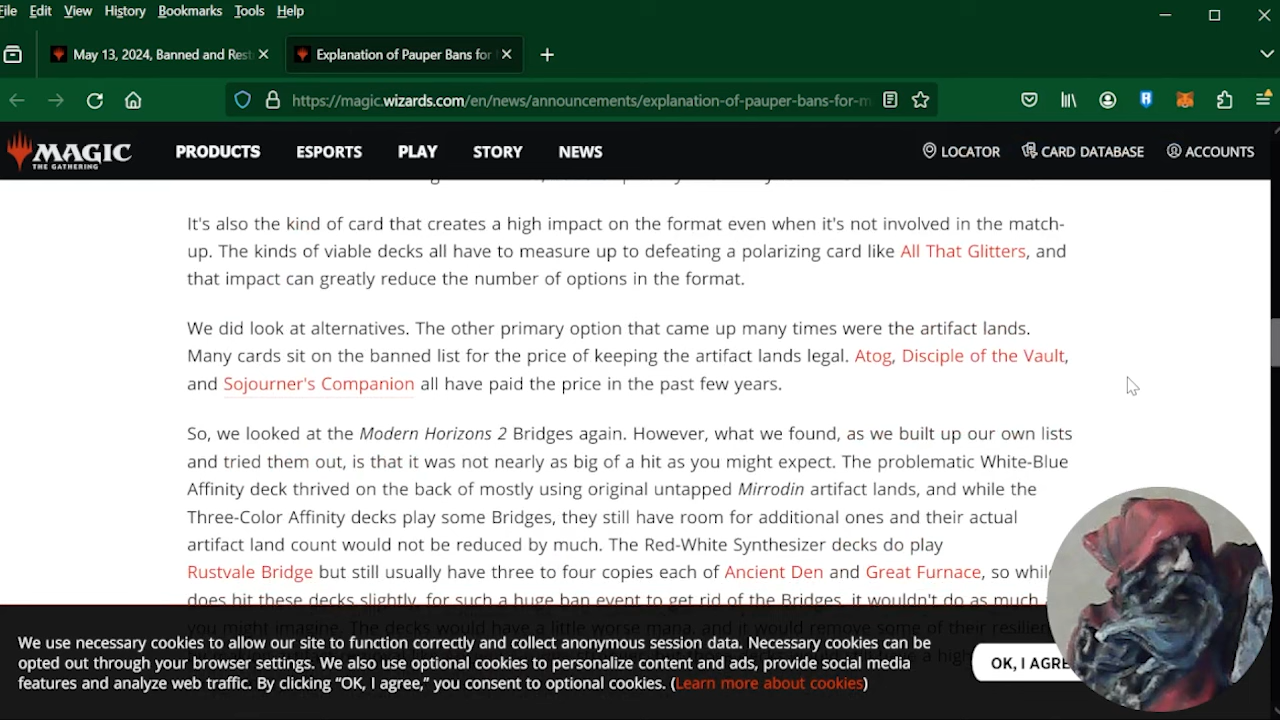 File Edit View History Bookmarks Tools Help
May 13, 2024, Banned and Rest
Explanation of Pauper Bans for
https://magic.wizards.com/en/news/announcements/explanation-of-pauper-bans-for-m
MAGIC THE GATHERING PRODUCTS ESPORTS PLAY STORY NEWS LOCATOR CARD DATABASE ACCOUNTS
It's also the kind of card that creates a high impact on the format even when it's not involved in the match-
up. The kinds of viable decks all have to measure up to defeating a polarizing card like All That Glitters, and
that impact can greatly reduce the number of options in the format.
We did look at alternatives. The other primary option that came up many times were the artifact lands.
Many cards sit on the banned list for the price of keeping the artifact lands legal. Atog, Disciple of the Vault,
and Sojourner's Companion all have paid the price in the past few years.
So, we looked at the Modern Horizons 2 Bridges again. However, what we found, as we built up our own lists
and tried them out, is that it was not nearly as big of a hit as you might expect. The problematic White-Blue
Affinity deck thrived on the back of mostly using original untapped Mirrodin artifact lands, and while the
Three-Color Affinity decks play some Bridges, they still have room for additional ones and their actual
artifact land count would not be reduced by much. The Red-White Synthesizer decks do play
Rustvale Bridge but still usually have three to four copies each of Ancient Den and Great Furnace, so whil
does hit these decks slightly, for such a huge ban event to get rid of the Bridges, it wouldn't do as much
you might imagine. The decks would have a little worse mana, and it would remove some of their resilien
We use necessary cookies to allow our site to function correctly and collect anonymous session data. Necessary cookies can be
opted out through your browser settings. We also use optional cookies to personalize content and ads, provide social media
features and analyze web traffic. By clicking “OK, I agree,” you consent to optional cookies. (Learn more about cookies)
OK, I AGREE